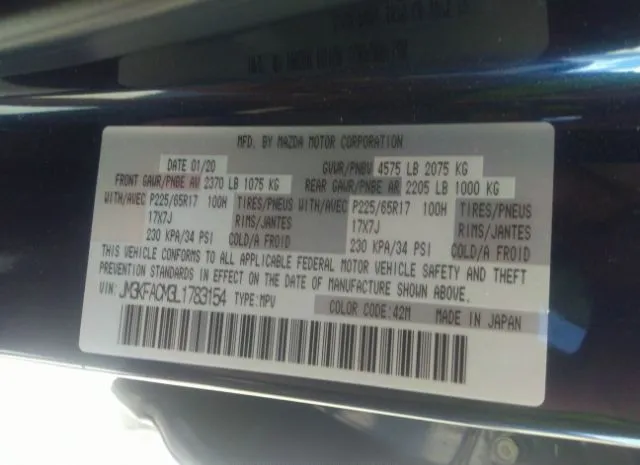 MFD. BY MAZDA MOTOR CORPORATION
DATE 01/20 GVWR/PNBV 4575 LB 2075 KG
FRONT GAWR/PNBE AV 2370 LB 1075 KG REAR GAWR/PNBE AR 2205 LB 1000 KG
WITH/AVEC P225/65R17 100H TIRES/PNEUS WITH/AVEC P225/65R17 100H TIRES/PNEUS
17X7J RIMS/JANTES 17X7J RIMS/JANTES
230 KPA/34 PSI COLD/A FROID 230 KPA/34 PSI COLD/A FROID
THIS VEHICLE CONFORMS TO ALL APPLICABLE FEDERAL MOTOR VEHICLE SAFETY AND THEFT
PREVENTION STANDARDS IN EFFECT ON THE DATE OF MANUFACTURE SHOWN ABOVE.
VIN: JM3KFACM3L1783154 TYPE: MPV COLOR CODE: 42M MADE IN JAPAN